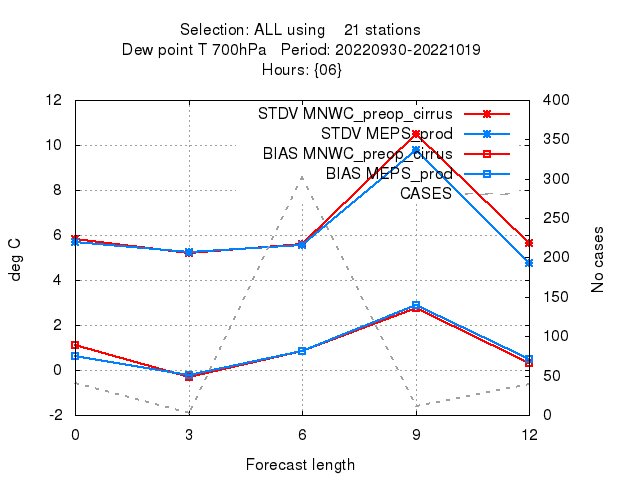 Selection: ALL using 21 stations
Dew point T 700hPa Period: 20220930-20221019
Hours: {06}
STDV MNWC_preop_cirrus
STDV MEPS_prod
BIAS MNWC_preop_cirrus
BIAS MEPS_prod
CASES
12
10
8
6
4
2
0
-2
deg C
400
350
300
250
200
150
100
50
0
No cases
0 3 6 9 12
Forecast length